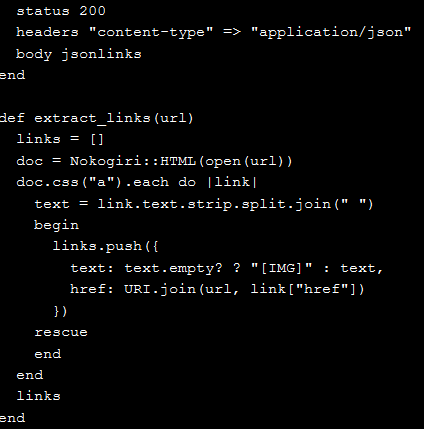 status 200
  headers "content-type" => "application/json"
  body jsonlinks
end

def extract_links(url)
  links = []
  doc = Nokogiri::HTML(open(url))
  doc.css("a").each do |link|
    text = link.text.strip.split.join(" ")
    begin
      links.push({
        text: text.empty? ? "[IMG]" : text,
        href: URI.join(url, link["href"])
      })
    rescue
    end
  end
  links
end